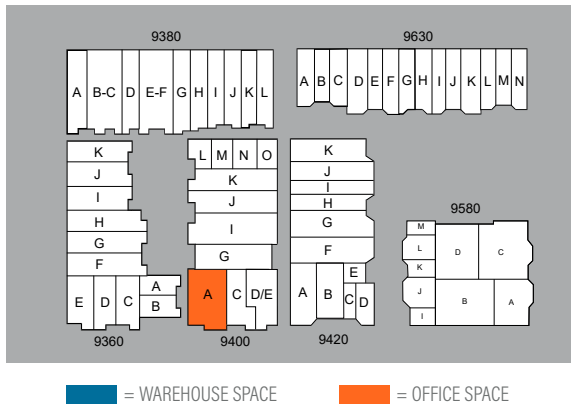 9380
9630
A B-C D E-F G H I J K L
A B C D E F G H I J K L M N
K
J
I
H
G
F
E D C A
B
9360
L M N O
K
J
I
G
A C D/E
9400
K
J
I
H
G
F
E
A B C D
9420
9580
M
L
K
J
I
D C
B A
= WAREHOUSE SPACE
= OFFICE SPACE